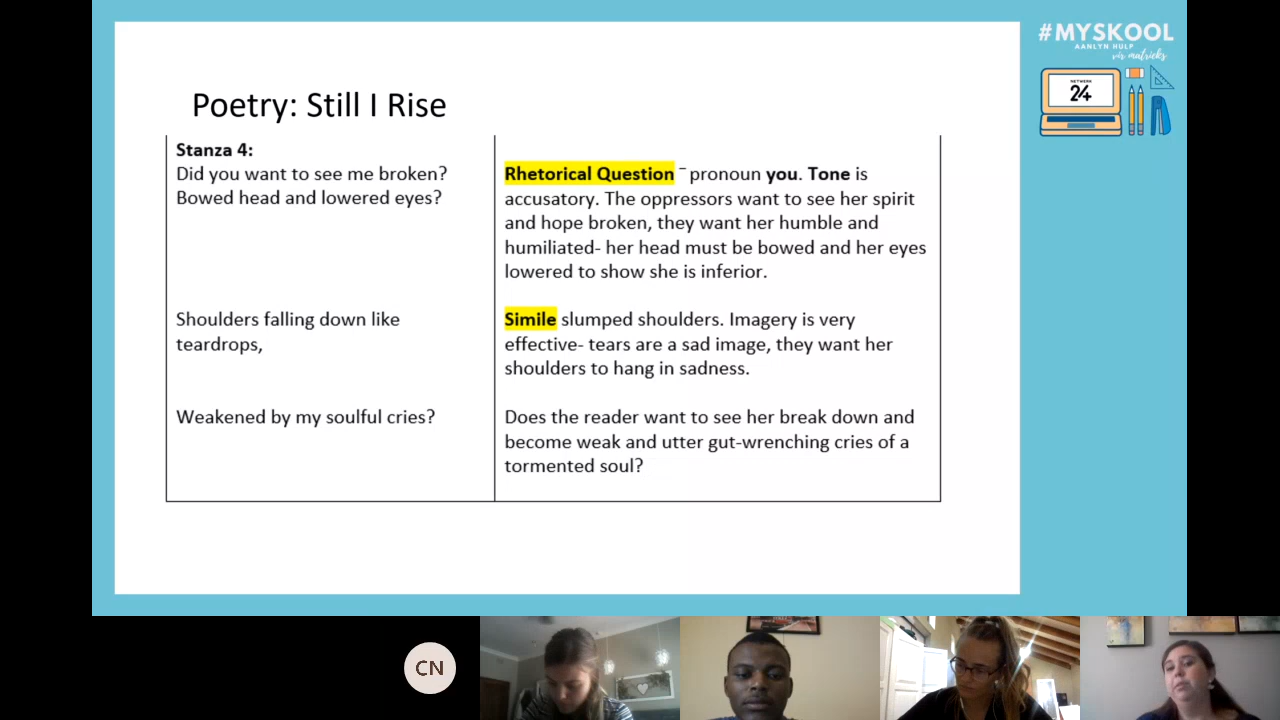 #MYSKOOL
AANLYN HULP
vir matrieks
NETWERK
24
Poetry: Still I Rise
Stanza 4:
Did you want to see me broken?
Bowed head and lowered eyes?
Rhetorical Question – pronoun you. Tone is
accusatory. The oppressors want to see her spirit
and hope broken, they want her humble and
humiliated- her head must be bowed and her eyes
lowered to show she is inferior.
Shoulders falling down like
teardrops,
Simile slumped shoulders. Imagery is very
effective- tears are a sad image, they want her
shoulders to hang in sadness.
Weakened by my soulful cries?
Does the reader want to see her break down and
become weak and utter gut-wrenching cries of a
tormented soul?
CN